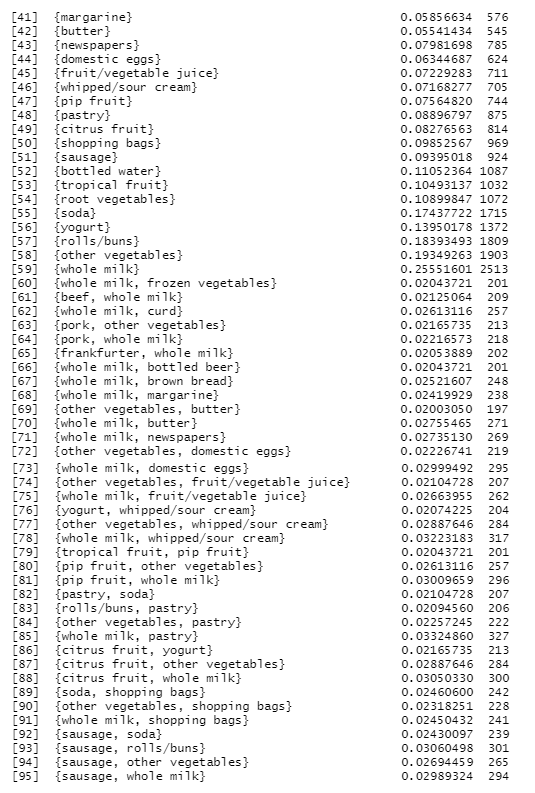 [41] {margarine} 0.05856634 576
[42] {butter} 0.05541434 545
[43] {newspapers} 0.07981698 785
[44] {domestic eggs} 0.06344687 624
[45] {fruit/vegetable juice} 0.07229283 711
[46] {whipped/sour cream} 0.07168277 705
[47] {pip fruit} 0.07564820 744
[48] {pastry} 0.08896797 875
[49] {citrus fruit} 0.08276563 814
[50] {shopping bags} 0.09852567 969
[51] {sausage} 0.09395018 924
[52] {bottled water} 0.11052364 1087
[53] {tropical fruit} 0.10493137 1032
[54] {root vegetables} 0.10899847 1072
[55] {soda} 0.17437722 1715
[56] {yogurt} 0.13950178 1372
[57] {rolls/buns} 0.18393493 1809
[58] {other vegetables} 0.19349263 1903
[59] {whole milk} 0.25551601 2513
[60] {whole milk, frozen vegetables} 0.02043721 201
[61] {beef, whole milk} 0.02125064 209
[62] {whole milk, curd} 0.02613116 257
[63] {pork, other vegetables} 0.02165735 213
[64] {pork, whole milk} 0.02216573 218
[65] {frankfurter, whole milk} 0.02053889 202
[66] {whole milk, bottled beer} 0.02043721 201
[67] {whole milk, brown bread} 0.02521607 248
[68] {whole milk, margarine} 0.02419929 238
[69] {other vegetables, butter} 0.02003050 197
[70] {whole milk, butter} 0.02755465 271
[71] {whole milk, newspapers} 0.02735130 269
[72] {other vegetables, domestic eggs} 0.02226741 219
[73] {whole milk, domestic eggs} 0.02999492 295
[74] {other vegetables, fruit/vegetable juice} 0.02104728 207
[75] {whole milk, fruit/vegetable juice} 0.02663955 262
[76] {yogurt, whipped/sour cream} 0.02074225 204
[77] {other vegetables, whipped/sour cream} 0.02887646 284
[78] {whole milk, whipped/sour cream} 0.03223183 317
[79] {tropical fruit, pip fruit} 0.02043721 201
[80] {pip fruit, other vegetables} 0.02613116 257
[81] {pip fruit, whole milk} 0.03009659 296
[82] {pastry, soda} 0.02104728 207
[83] {rolls/buns, pastry} 0.02094560 206
[84] {other vegetables, pastry} 0.02257245 222
[85] {whole milk, pastry} 0.03324860 327
[86] {citrus fruit, yogurt} 0.02165735 213
[87] {citrus fruit, other vegetables} 0.02887646 284
[88] {citrus fruit, whole milk} 0.03050330 300
[89] {soda, shopping bags} 0.02460600 242
[90] {other vegetables, shopping bags} 0.02318251 228
[91] {whole milk, shopping bags} 0.02450432 241
[92] {sausage, soda} 0.02430097 239
[93] {sausage, rolls/buns} 0.03060498 301
[94] {sausage, other vegetables} 0.02694459 265
[95] {sausage, whole milk} 0.02989324 294